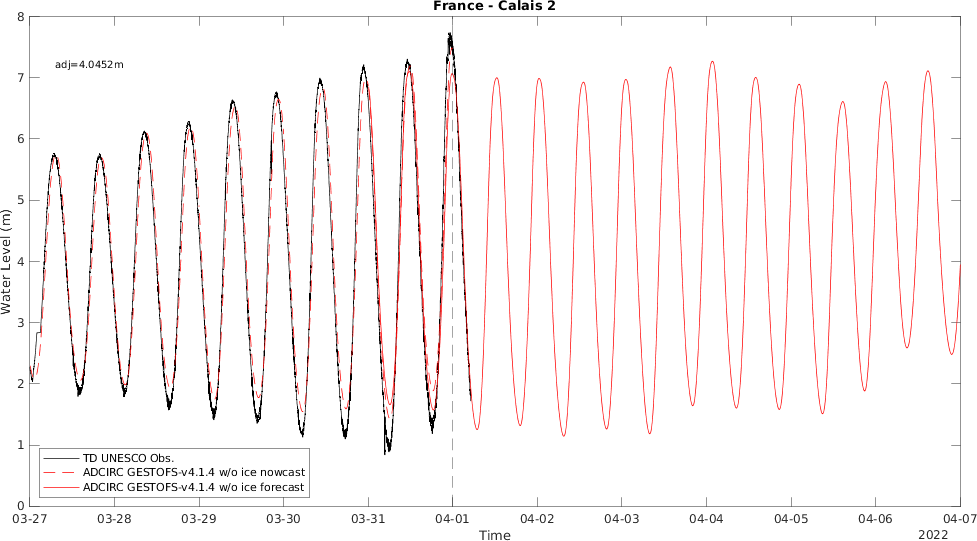 France - Calais 2
adj=4.0452m
Water Level (m)
8
7
6
5
4
3
2
1
0
TD UNESCO Obs.
ADCIRC GESTOFS-v4.1.4 w/o ice nowcast
ADCIRC GESTOFS-v4.1.4 w/o ice forecast
03-27 03-28 03-29 03-30 03-31 04-01 04-02 04-03 04-04 04-05 04-06 04-07
Time
2022